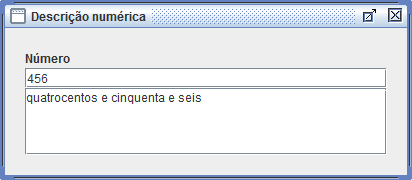 Descrição numérica
Número
456
quatrocentos e cinquenta e seis